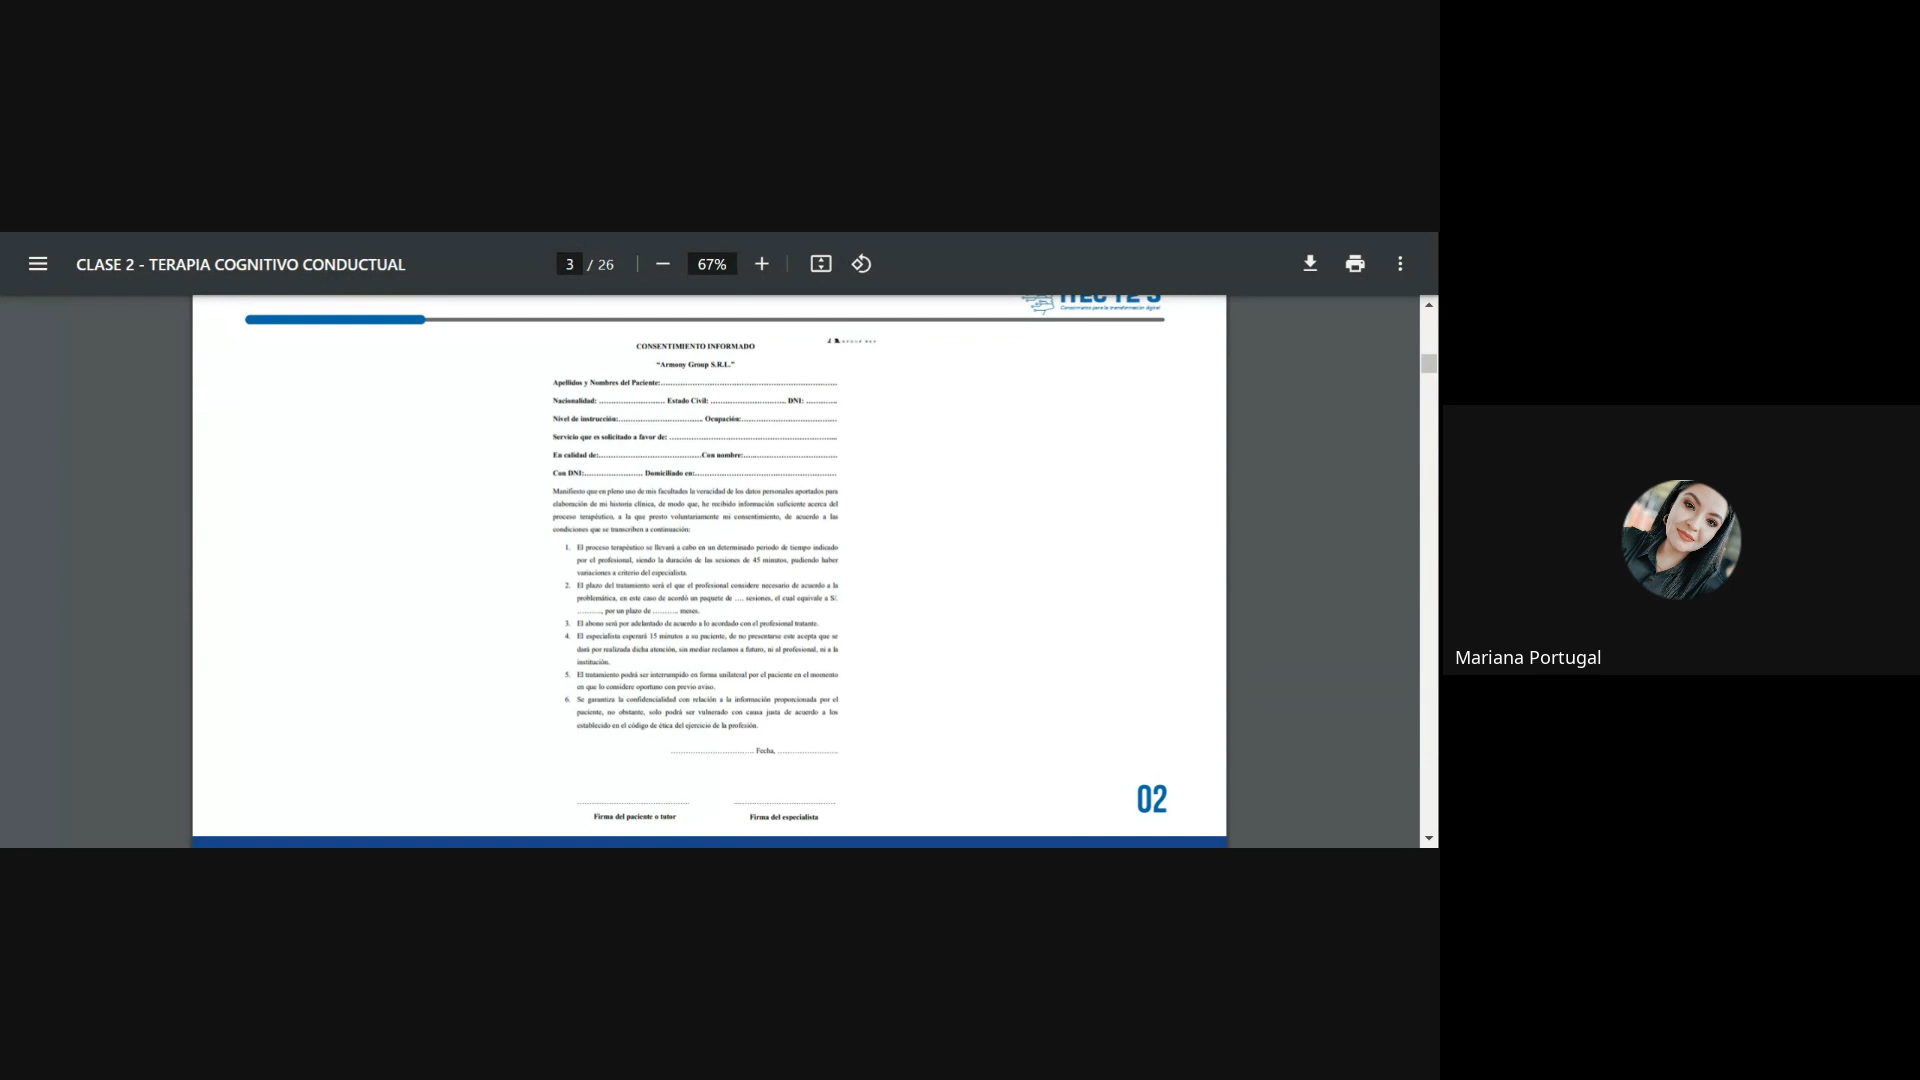 CLASE 2 - TERAPIA COGNITIVO CONDUCTUAL
3 / 26
67%
Conocimiento para la transformación digital
CONSENTIMIENTO INFORMADO
"Armony Group S.R.L."
Apellidos y Nombres del Paciente:
Nacionalidad: .......................... Estado Civil: ............................. DNI: ............
Nivel de instrucción:................................ Ocupación:.....................................
Servicio que es solicitado a favor de: ................................................................
En calidad de:........................................Con nombre:.....................................
Con DNI:....................... Domiciliado en:......................................................
Manifiesto que en pleno uso de mis facultades la veracidad de los datos personales aportados para
elaboración de mi historia clínica, de modo que, he recibido información suficiente acerca del
proceso terapéutico, a la que presto voluntariamente mi consentimiento, de acuerdo a las
condiciones que se transcriben a continuación:
1. El proceso terapéutico se llevará a cabo en un determinado periodo de tiempo indicado
por el profesional, siendo la duración de las sesiones de 45 minutos, pudiendo haber
variaciones a criterio del especialista.
2. El plazo del tratamiento será el que el profesional considere necesario de acuerdo a la
problemática, en este caso de acordó un paquete de .... sesiones, el cual equivale a S/.
.........., por un plazo de .......... meses.
3. El abono será por adelantado de acuerdo a lo acordado con el profesional tratante.
4. El especialista esperará 15 minutos a su paciente, de no presentarse este acepta que se
dará por realizada dicha atención, sin mediar reclamos a futuro, ni al profesional, ni a la
institución.
5. El tratamiento podrá ser interrumpido en forma unilateral por el paciente en el momento
en que lo considere oportuno con previo aviso.
6. Se garantiza la confidencialidad con relación a la información proporcionada por el
paciente, no obstante, solo podrá ser vulnerado con causa justa de acuerdo a los
establecido en el código de ética del ejercicio de la profesión.
................................. Fecha, ........................
Firma del paciente o tutor
Firma del especialista
02
Mariana Portugal